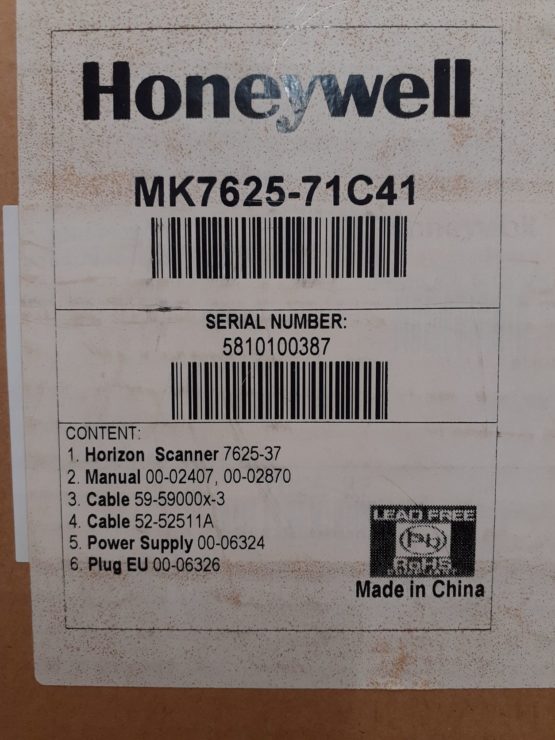 Honeywell
MK7625-71C41
SERIAL NUMBER:
5810100387
CONTENT:
1. Horizon Scanner 7625-37
2. Manual 00-02407, 00-02870
3. Cable 59-59000x-3
4. Cable 52-52511A
5. Power Supply 00-06324
6. Plug EU 00-06326
LEAD FREE
Pb
RoHS
Made in China